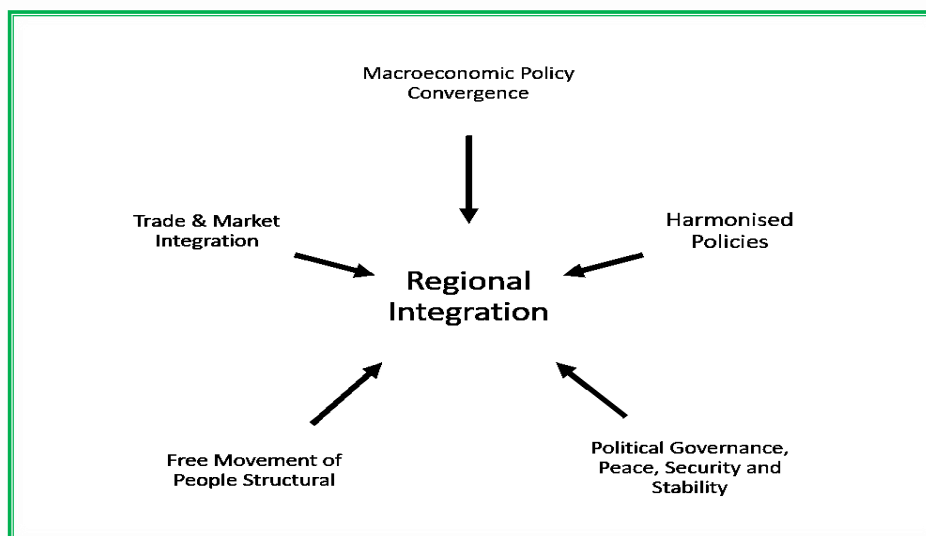 Macroeconomic Policy
Convergence
Trade & Market
Integration
Harmonised
Policies
Regional
Integration
Free Movement of
People Structural
Political Governance,
Peace, Security and
Stability